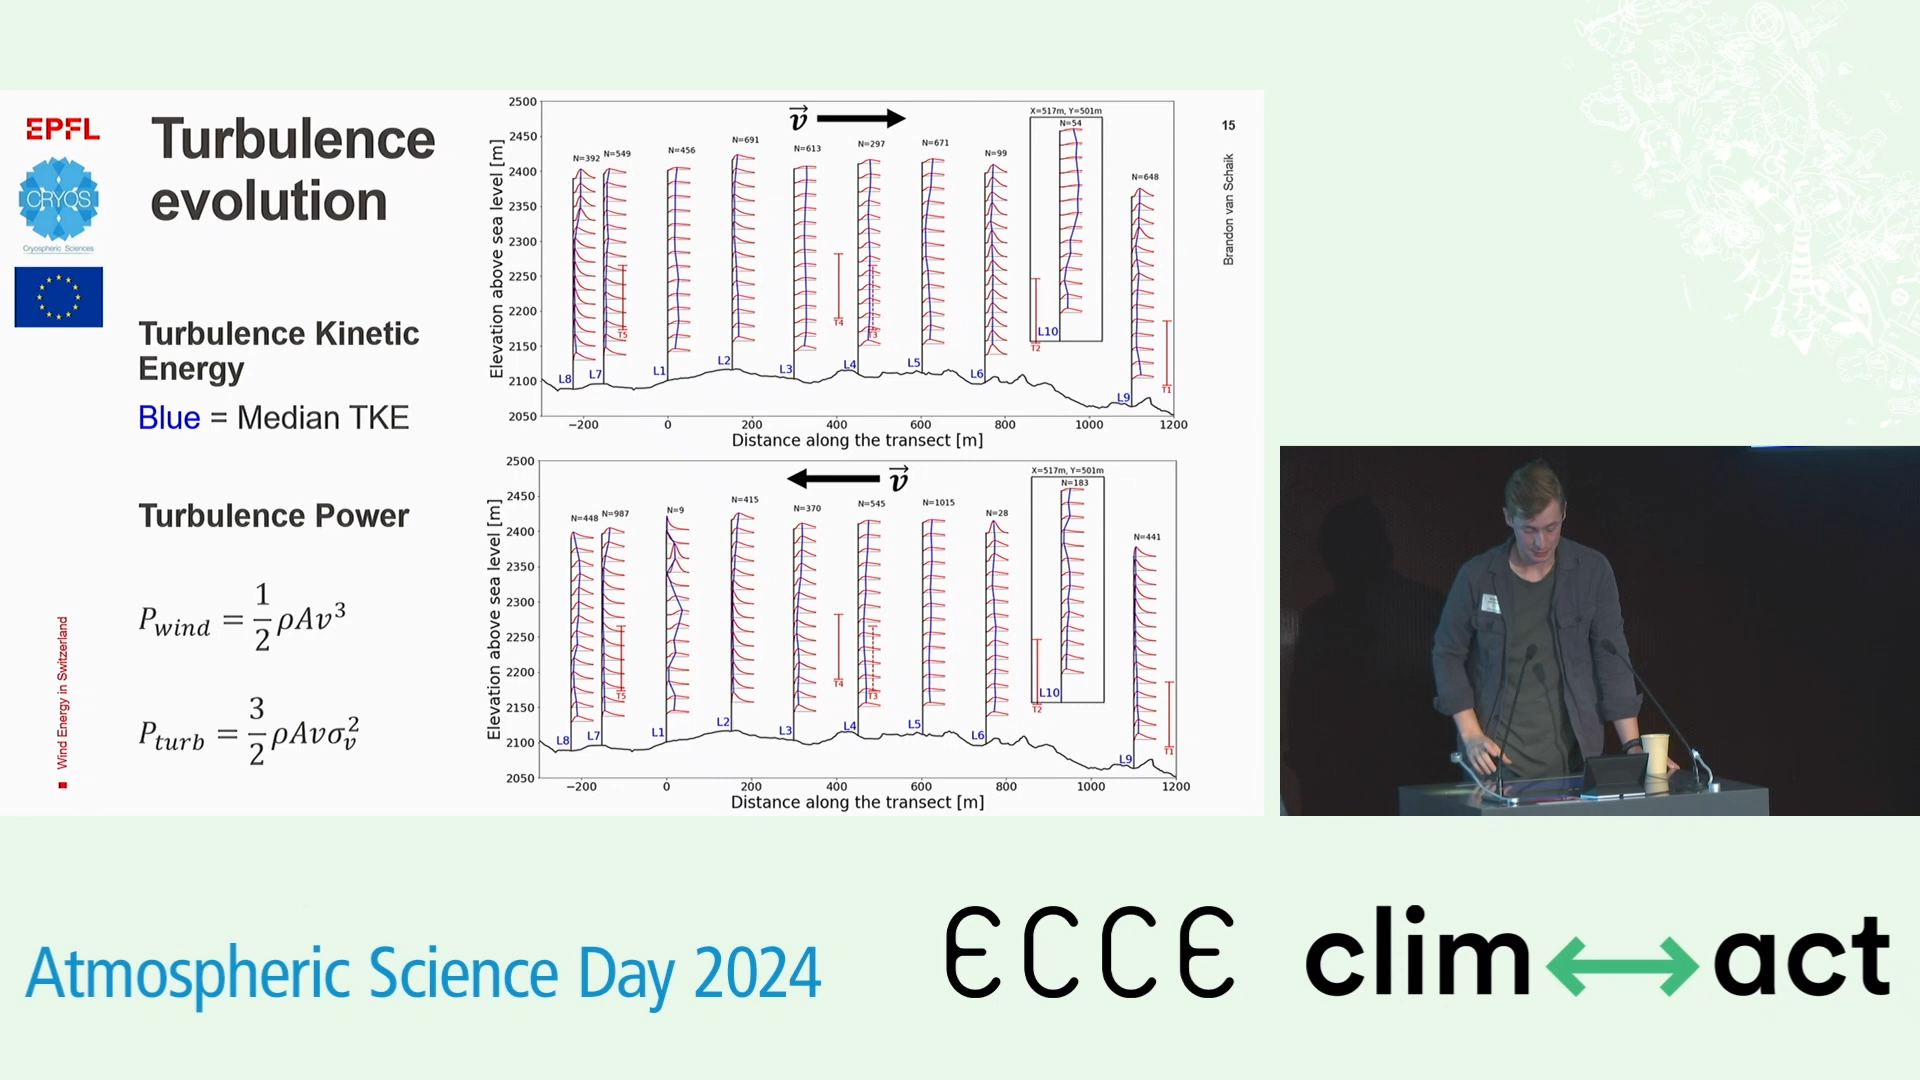 EPFL
CRYOS
Cryospheric Sciences
Turbulence
evolution
Turbulence Kinetic
Energy
Blue = Median TKE
Turbulence Power
P_wind = 1/2 ρAv³
P_turb = 3/2 ρAvσ_v²
Wind Energy in Switzerland
15
Brandon van Schaik
v
X=517m, Y=501m
N=392
N=549
N=456
N=691
N=613
N=297
N=671
N=99
N=54
N=648
2500
2450
2400
2350
2300
2250
2200
2150
2100
2050
Elevation above sea level [m]
T5
T4
T3
T2
T1
L8
L7
L1
L2
L3
L4
L5
L6
L10
L9
−200
0
200
400
600
800
1000
1200
Distance along the transect [m]
v
X=517m, Y=501m
N=448
N=987
N=9
N=415
N=370
N=545
N=1015
N=28
N=183
N=441
2500
2450
2400
2350
2300
2250
2200
2150
2100
2050
Elevation above sea level [m]
T5
T4
T3
T2
T1
L8
L7
L1
L2
L3
L4
L5
L6
L10
L9
−200
0
200
400
600
800
1000
1200
Distance along the transect [m]
Atmospheric Science Day 2024
ECCE
clim act